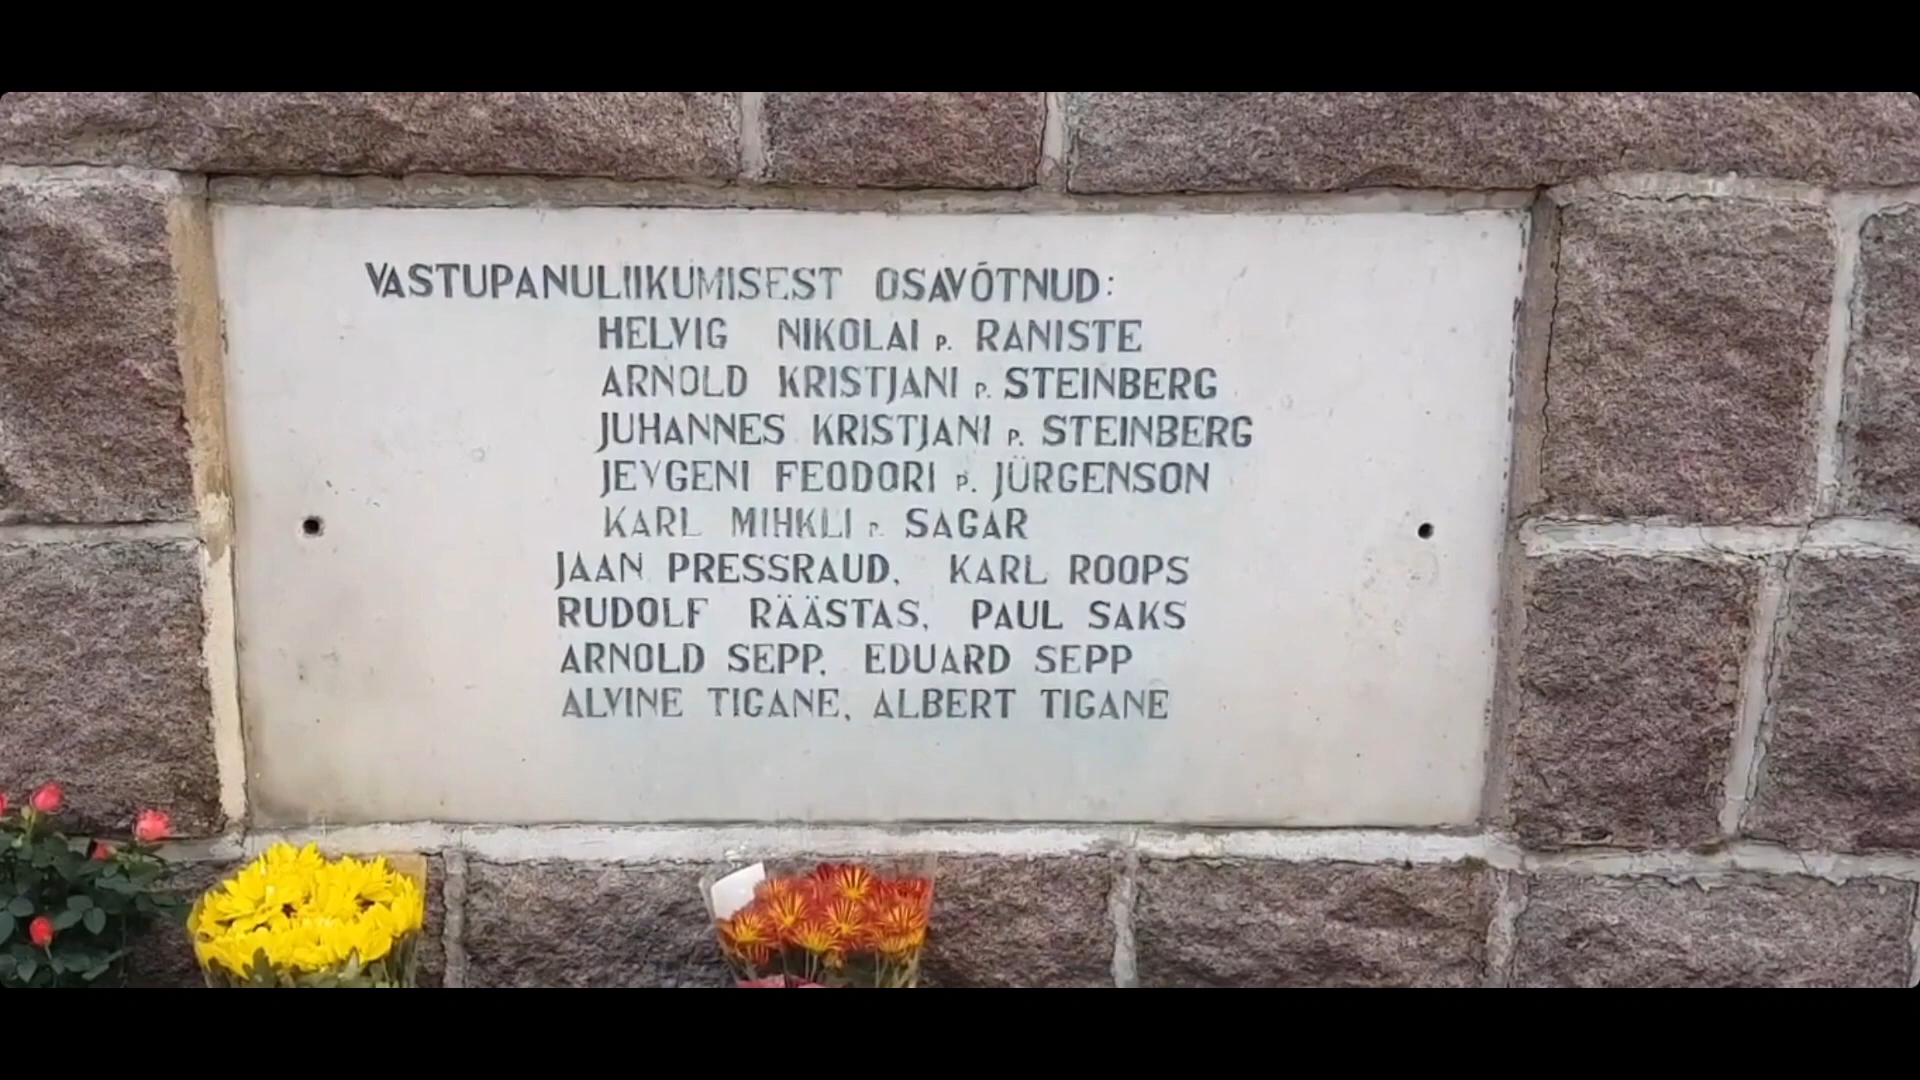 VASTUPANULIIKUMISEST OSAVÕTNUD:
HELVIG NIKOLAI P. RANISTE
ARNOLD KRISTJANI P. STEINBERG
JUHANNES KRISTJANI P. STEINBERG
JEVGENI FEODORI P. JÜRGENSON
KARL MIHKLI P. SAGAR
JAAN PRESSRAUD, KARL ROOPS
RUDOLF RÄÄSTAS, PAUL SAKS
ARNOLD SEPP, EDUARD SEPP
ALVINE TIGANE, ALBERT TIGANE